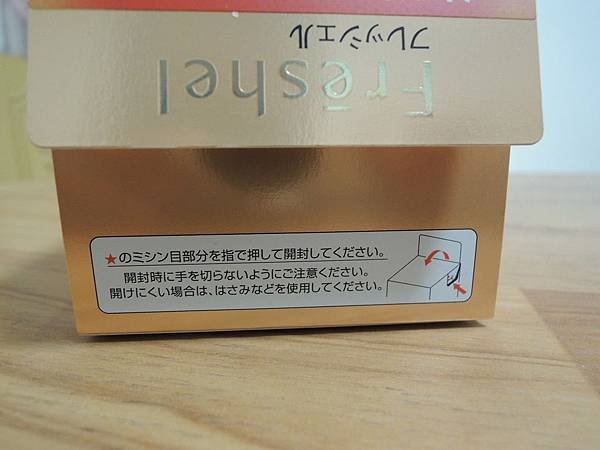 フレッシェル
Frēshel
★のミシン目部分を指で押して開封してください。
開封時に手を切らないようにご注意ください。
開けにくい場合は、はさみなどを使用してください。